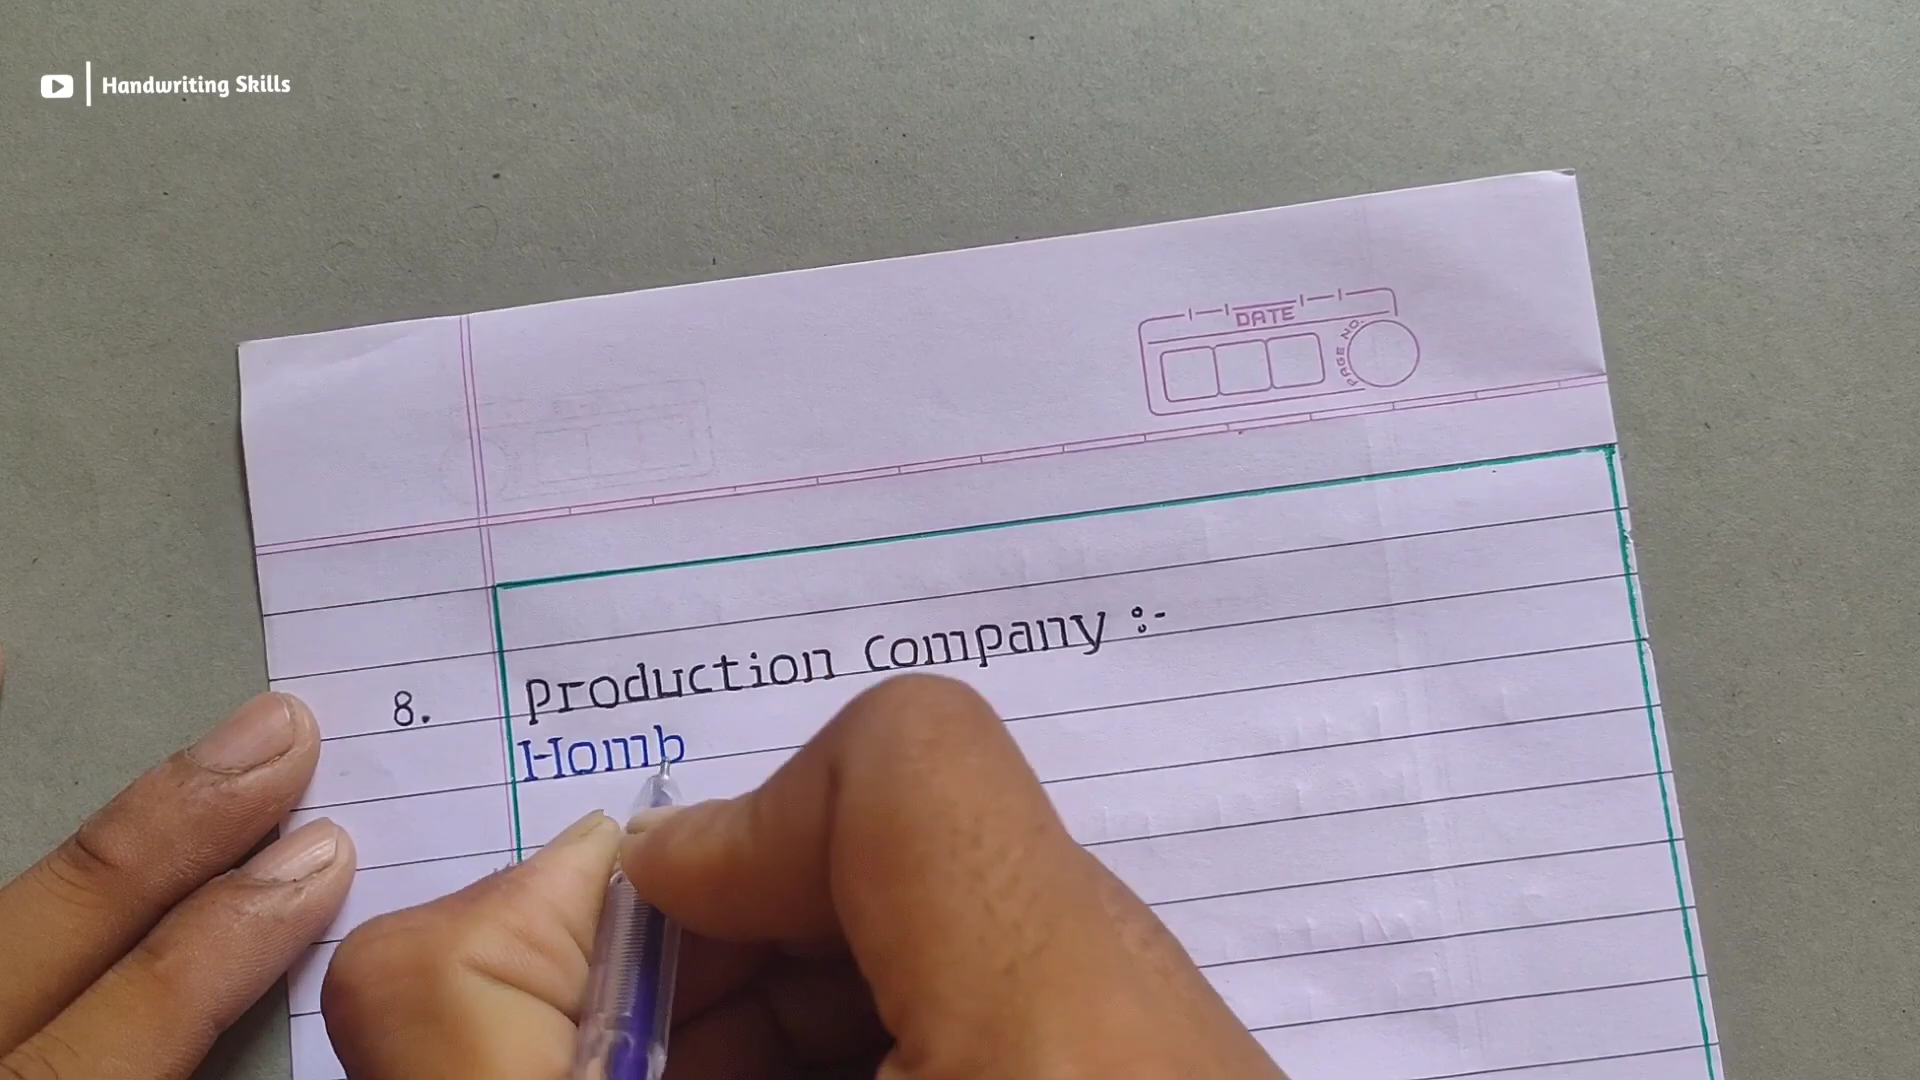 Handwriting Skills
DATE
PAGE NO.
8. Production Company :-
Homb